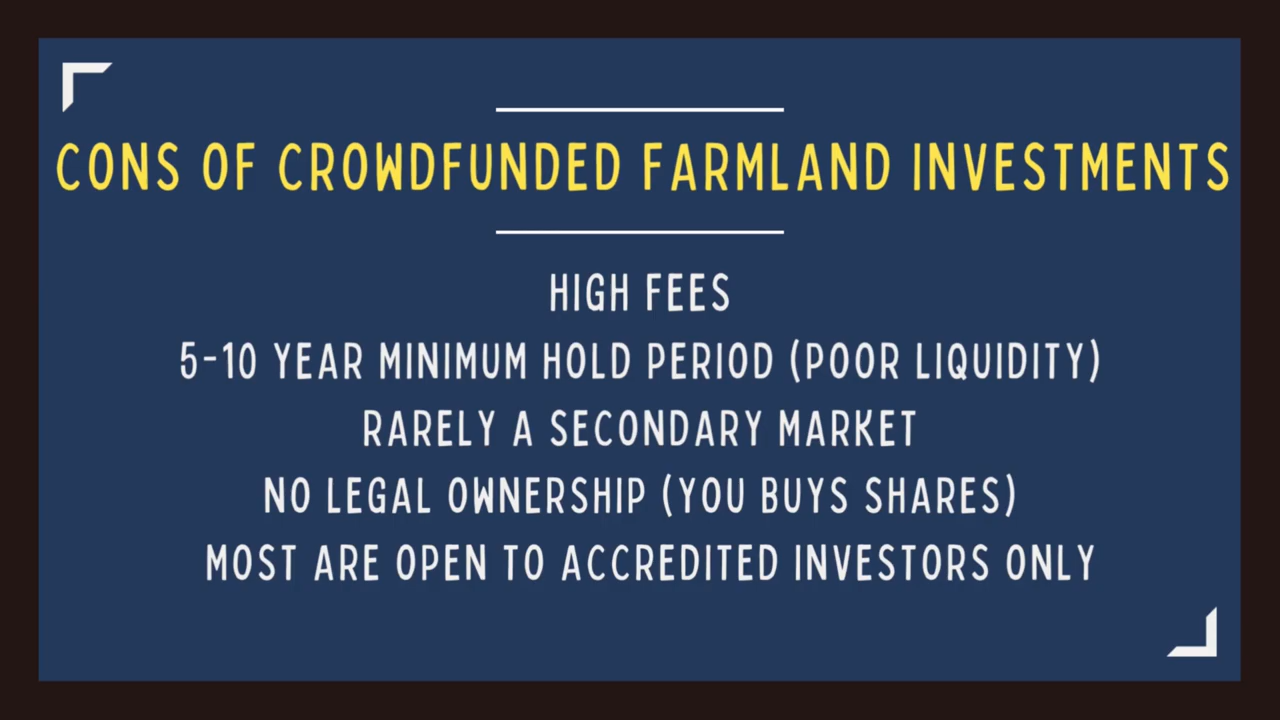 CONS OF CROWDFUNDED FARMLAND INVESTMENTS
HIGH FEES
5-10 YEAR MINIMUM HOLD PERIOD (POOR LIQUIDITY)
RARELY A SECONDARY MARKET
NO LEGAL OWNERSHIP (YOU BUYS SHARES)
MOST ARE OPEN TO ACCREDITED INVESTORS ONLY